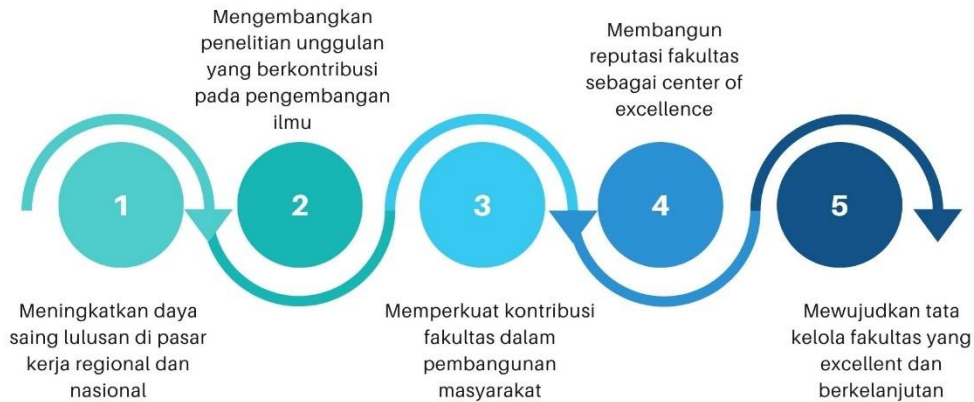 1
Meningkatkan daya
saing lulusan di pasar
kerja regional dan
nasional
2
Mengembangkan
penelitian unggulan
yang berkontribusi
pada pengembangan
ilmu
3
Memperkuat kontribusi
fakultas dalam
pembangunan
masyarakat
4
Membangun
reputasi fakultas
sebagai center of
excellence
5
Mewujudkan tata
kelola fakultas yang
excellent dan
berkelanjutan